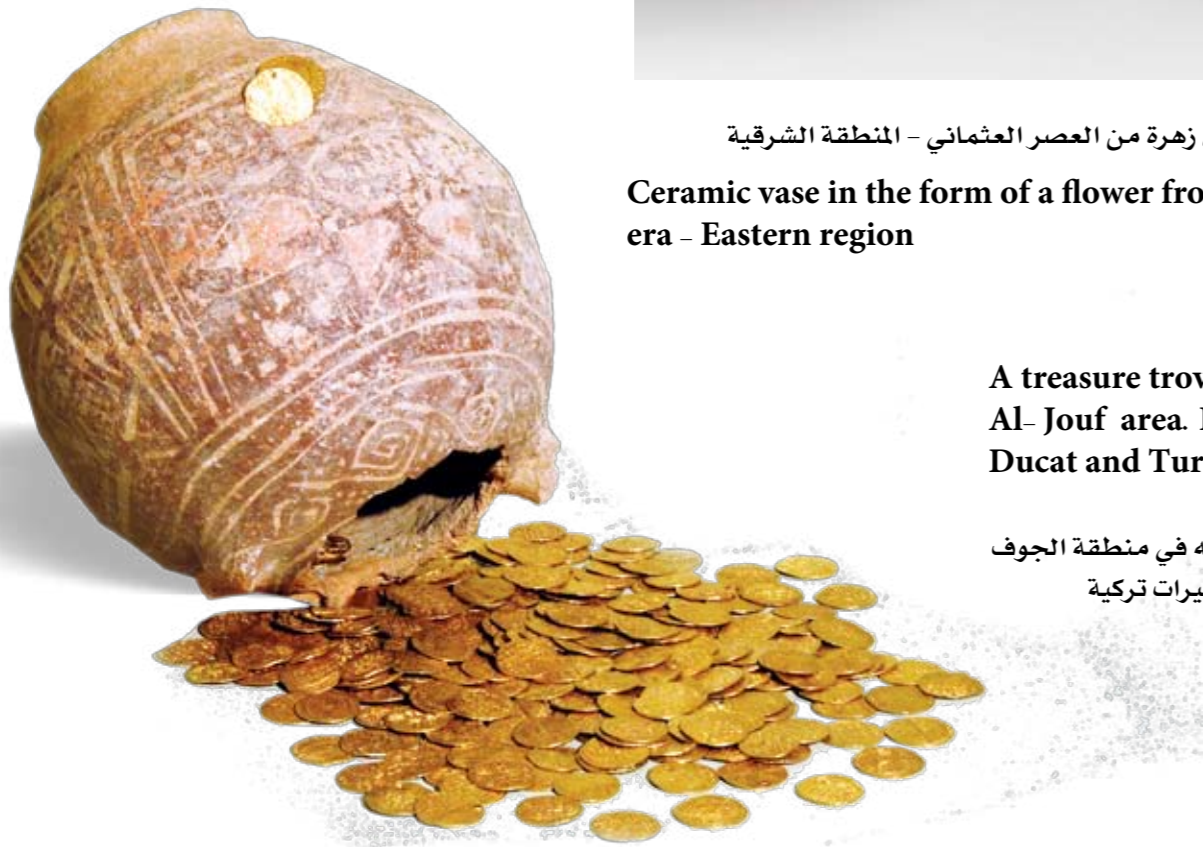 زهرة من العصر العثماني – المنطقة الشرقية
Ceramic vase in the form of a flower fro
era – Eastern region
A treasure trov
Al– Jouf area.
Ducat and Tur
ه في منطقة الجوف
يرات تركية